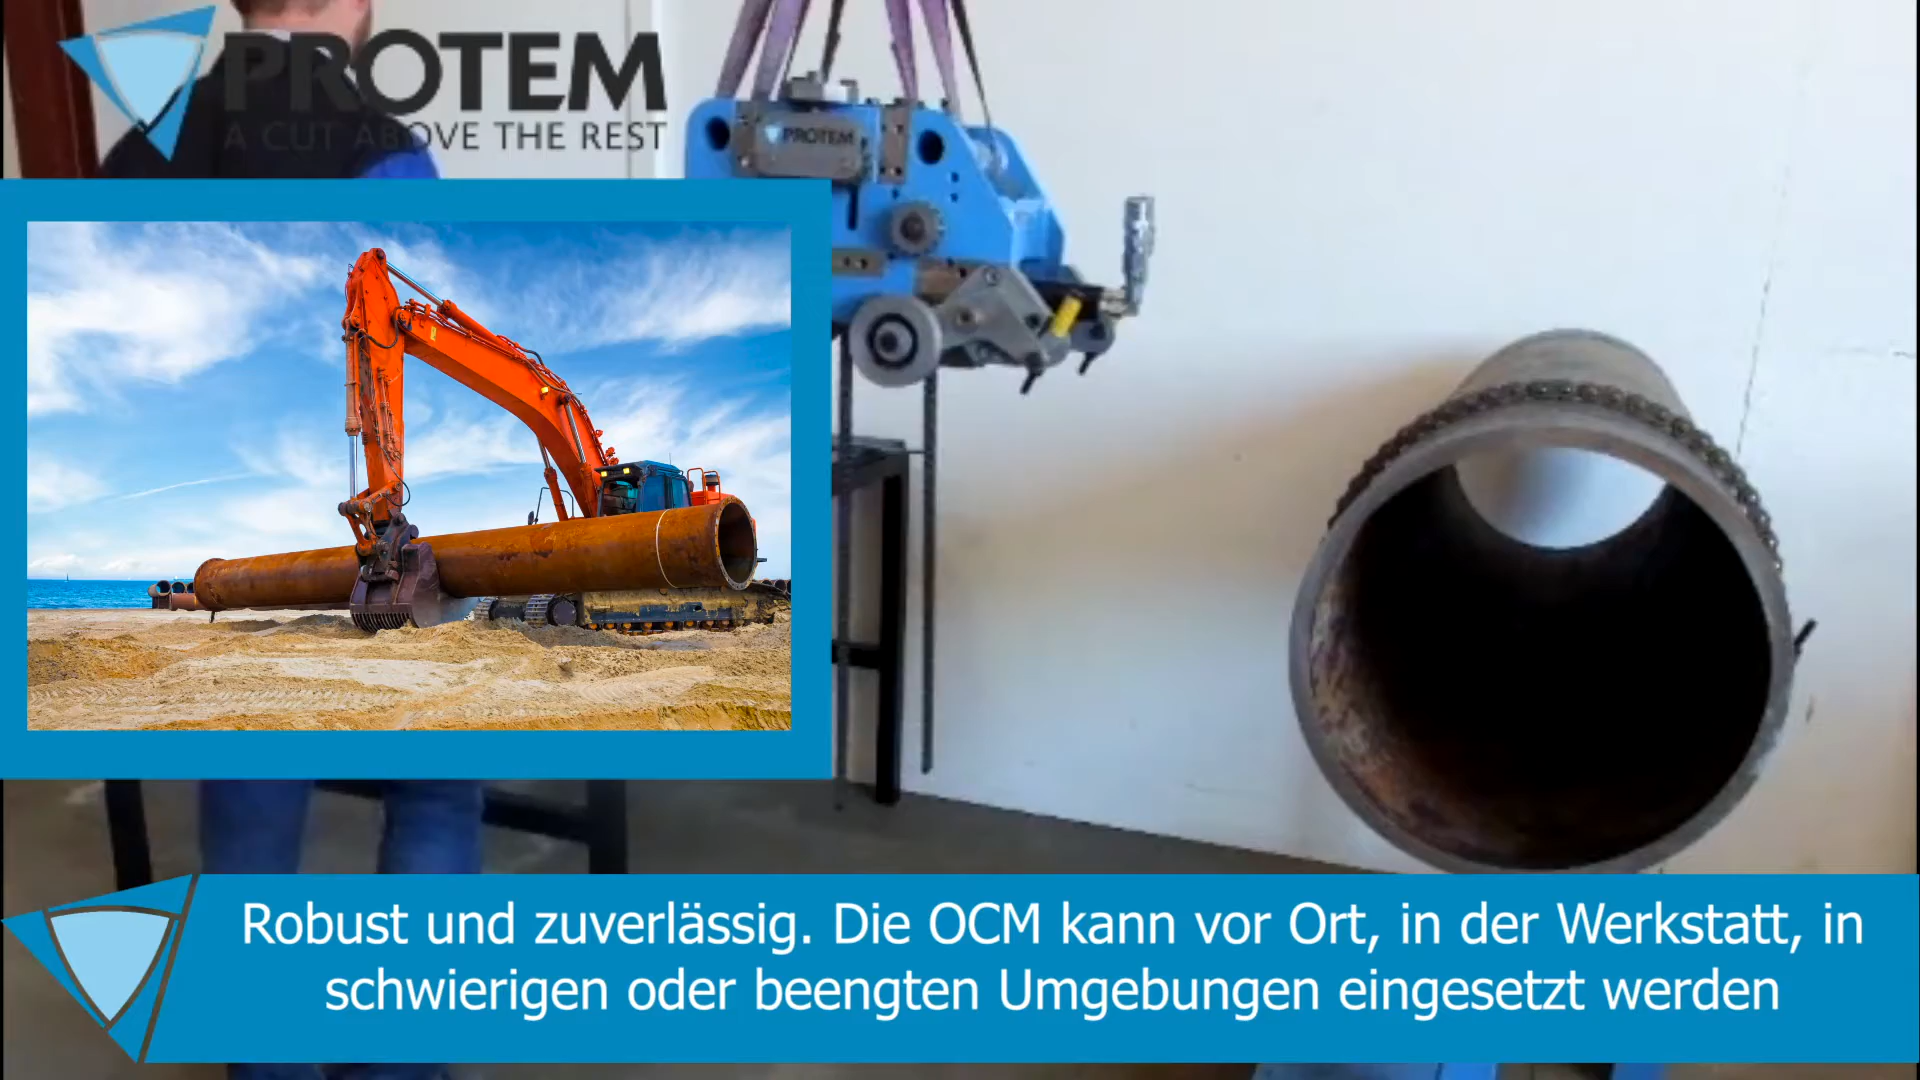 PROTEM
A CUT ABOVE THE REST
PROTEM
Robust und zuverlässig. Die OCM kann vor Ort, in der Werkstatt, in
schwierigen oder beengten Umgebungen eingesetzt werden